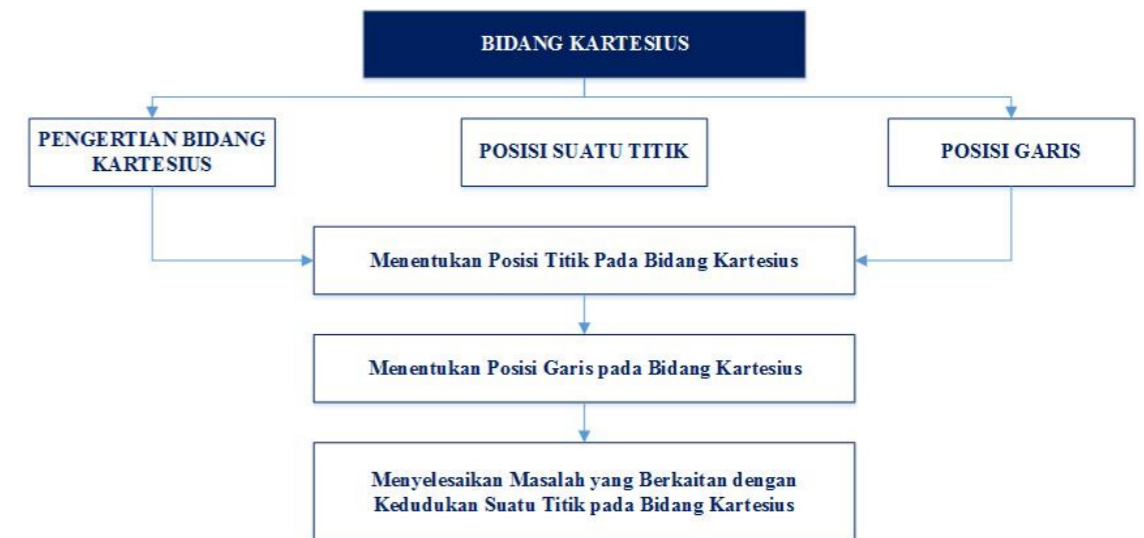 BIDANG KARTESIUS
PENGERTIAN BIDANG
KARTESIUS
POSISI SUATU TITIK
POSISI GARIS
Menentukan Posisi Titik Pada Bidang Kartesius
Menentukan Posisi Garis pada Bidang Kartesius
Menyelesaikan Masalah yang Berkaitan dengan
Kedudukan Suatu Titik pada Bidang Kartesius